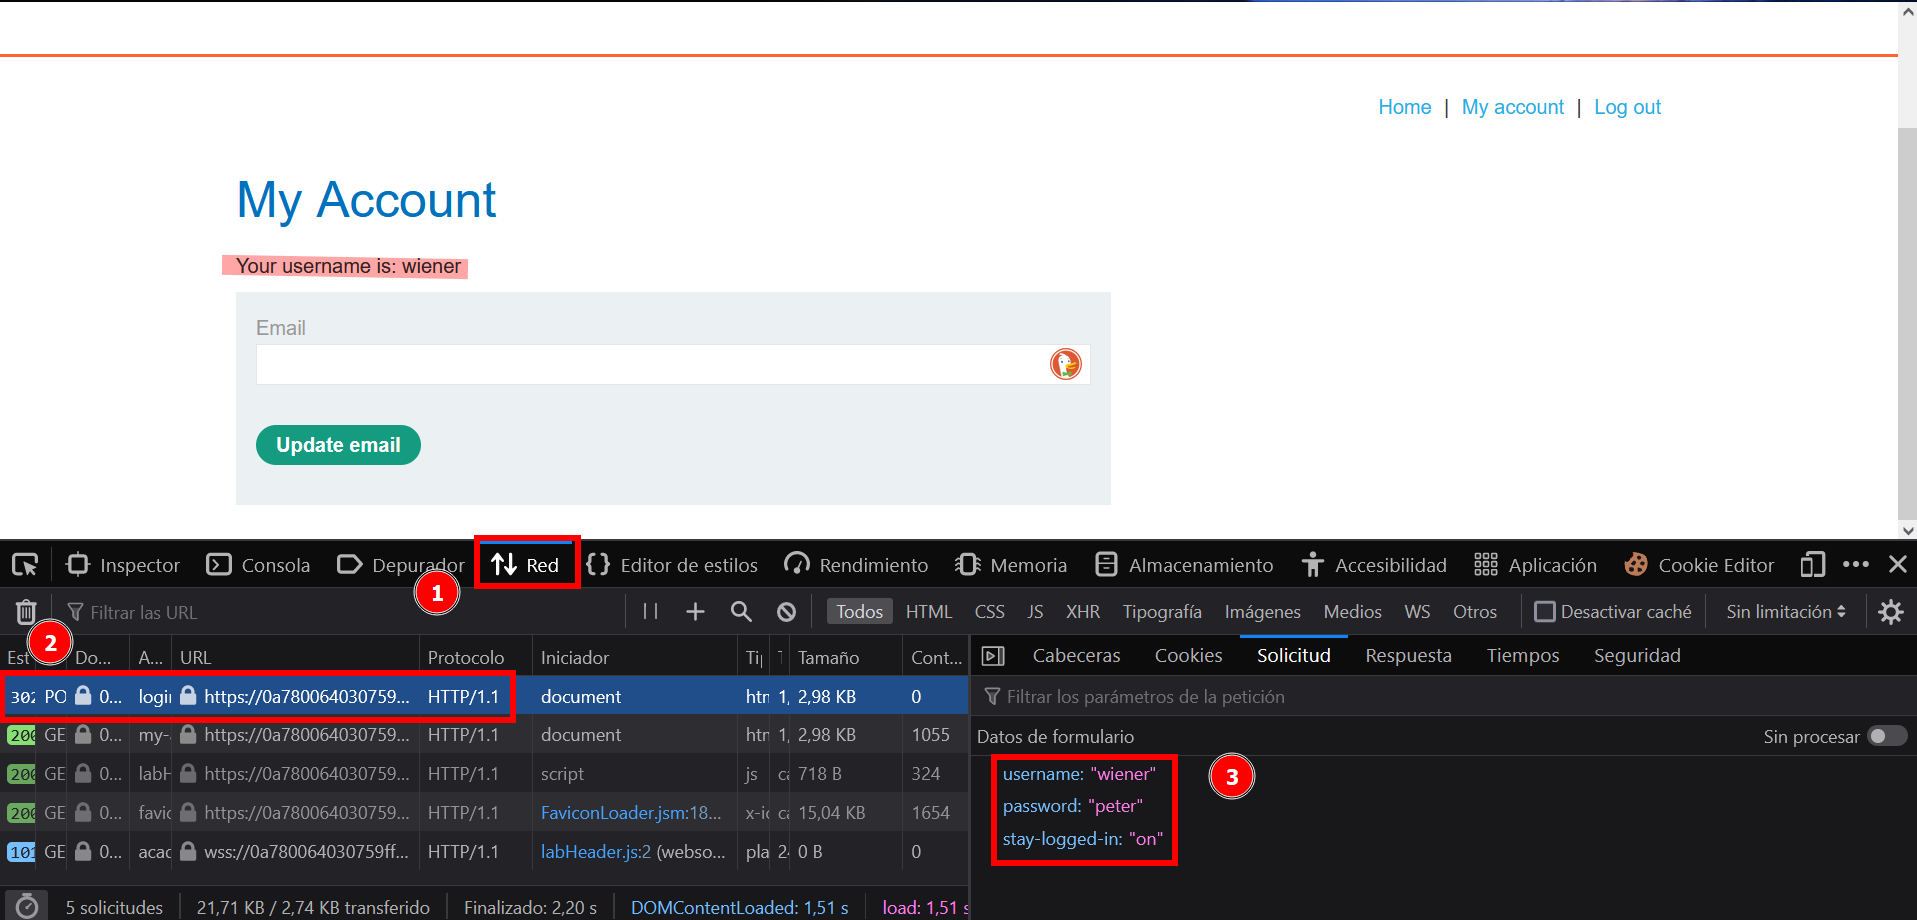 Home | My account | Log out
My Account
Your username is: wiener
Email
Update email
Inspector Consola Depurador Red Editor de estilos Rendimiento Memoria Almacenamiento Accesibilidad Aplicación Cookie Editor
1
Filtrar las URL
Todos HTML CSS JS XHR Tipografía Imágenes Medios WS Otros Desactivar caché Sin limitación
2
Est Do... A... URL Protocolo Iniciador Tip T Tamaño Cont...
Cabeceras Cookies Solicitud Respuesta Tiempos Seguridad
302 PO 0... login https://0a780064030759... HTTP/1.1 document htm 1, 2,98 KB 0
Filtrar los parámetros de la petición
200 GE 0... my-a https://0a780064030759... HTTP/1.1 document htm 1, 2,98 KB 1055
Datos de formulario Sin procesar
200 GE 0... labH https://0a780064030759... HTTP/1.1 script js ca 718 B 324
username: "wiener"
3
200 GE 0... favic https://0a780064030759... HTTP/1.1 FaviconLoader.jsm:18... x-ic ca 15,04 KB 1654
password: "peter"
stay-logged-in: "on"
101 GE 0... acad wss://0a780064030759ff... HTTP/1.1 labHeader.js:2 (webso... pla 24 0 B 0
5 solicitudes 21,71 KB / 2,74 KB transferido Finalizado: 2,20 s DOMContentLoaded: 1,51 s load: 1,51 s